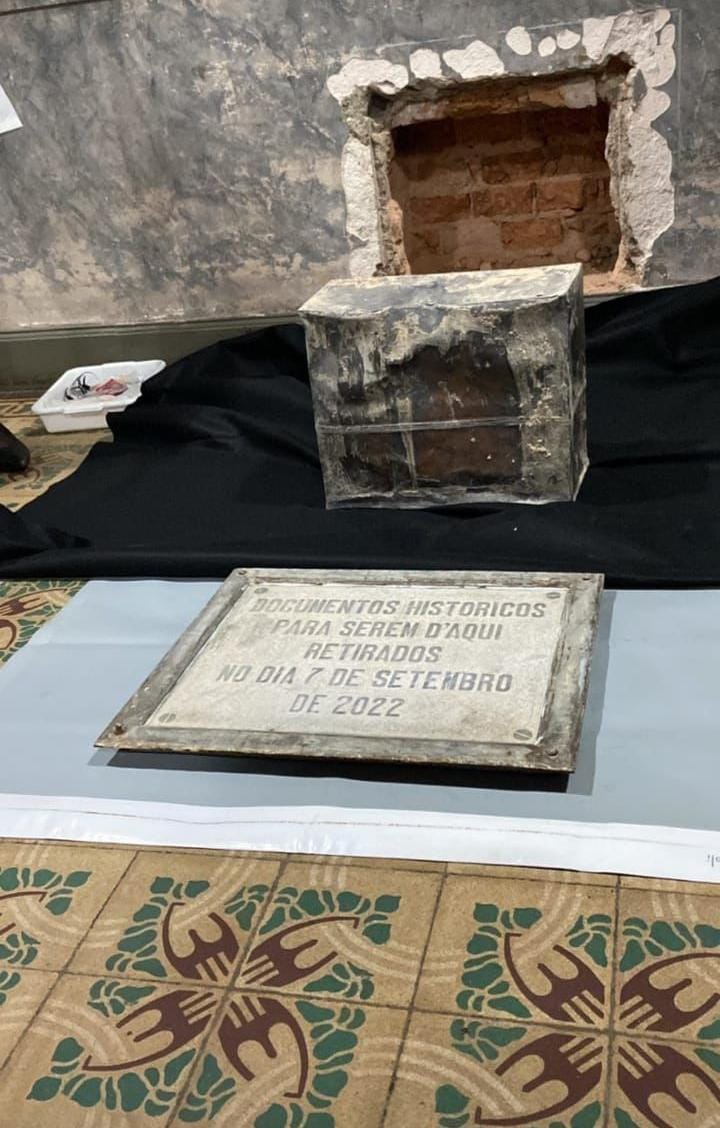 DOCUMENTOS HISTORICOS
PARA SEREM D'AQUI
RETIRADOS
NO DIA 7 DE SETEMBRO
DE 2022